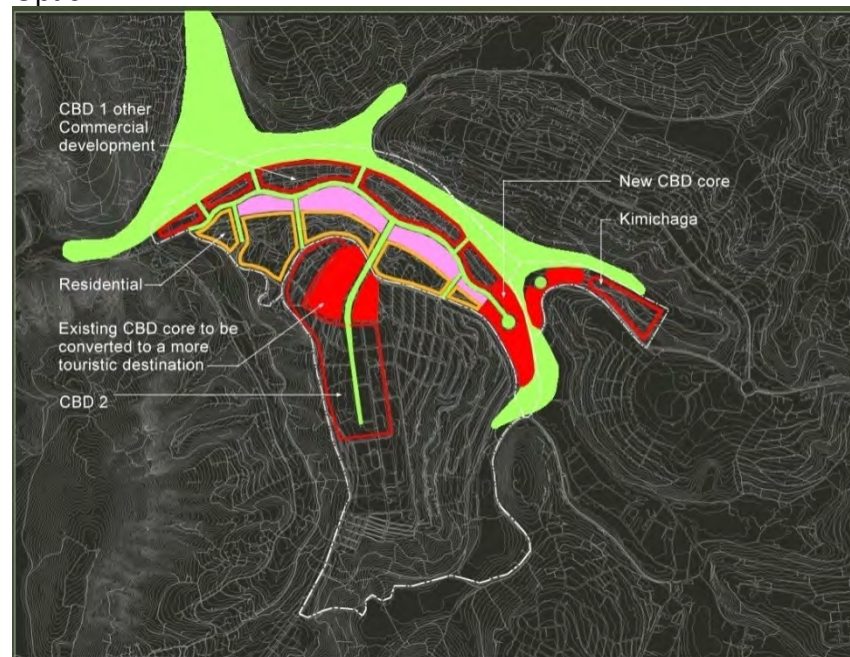 CBD 1 other
Commercial
development
New CBD core
Kimichaga
Residential
Existing CBD core to be
converted to a more
touristic destination
CBD 2